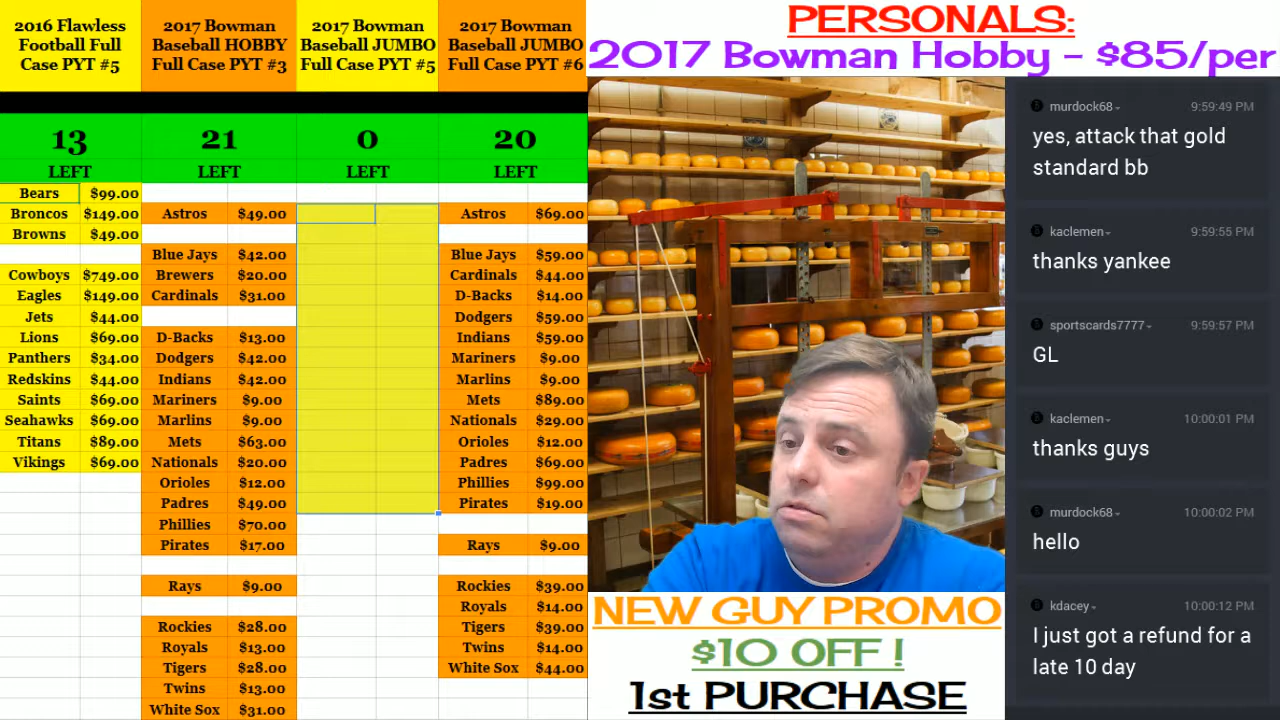 2016 Flawless
Football Full
Case PYT #5
2017 Bowman
Baseball HOBBY
Full Case PYT #3
2017 Bowman
Baseball JUMBO
Full Case PYT #5
2017 Bowman
Baseball JUMBO
Full Case PYT #6
13 21 0 20
LEFT LEFT LEFT LEFT
Bears $99.00
Broncos $149.00
Browns $49.00
Cowboys $749.00
Eagles $149.00
Jets $44.00
Lions $69.00
Panthers $34.00
Redskins $44.00
Saints $69.00
Seahawks $69.00
Titans $89.00
Vikings $69.00
Astros $49.00
Blue Jays $42.00
Brewers $20.00
Cardinals $31.00
D-Backs $13.00
Dodgers $42.00
Indians $42.00
Mariners $9.00
Marlins $9.00
Mets $63.00
Nationals $20.00
Orioles $12.00
Padres $49.00
Phillies $70.00
Pirates $17.00
Rays $9.00
Rockies $28.00
Royals $13.00
Tigers $28.00
Twins $13.00
White Sox $31.00
Astros $69.00
Blue Jays $59.00
Cardinals $44.00
D-Backs $14.00
Dodgers $59.00
Indians $59.00
Mariners $9.00
Marlins $9.00
Mets $89.00
Nationals $29.00
Orioles $12.00
Padres $69.00
Phillies $99.00
Pirates $19.00
Rays $9.00
Rockies $39.00
Royals $14.00
Tigers $39.00
Twins $14.00
White Sox $44.00
PERSONALS:
2017 Bowman Hobby - $85/per
NEW GUY PROMO
$10 OFF !
1st PURCHASE
murdock68 9:59:49 PM
yes, attack that gold
standard bb
kaclemen 9:59:55 PM
thanks yankee
sportscards7777 9:59:57 PM
GL
kaclemen 10:00:01 PM
thanks guys
murdock68 10:00:02 PM
hello
kdacey 10:00:12 PM
I just got a refund for a
late 10 day